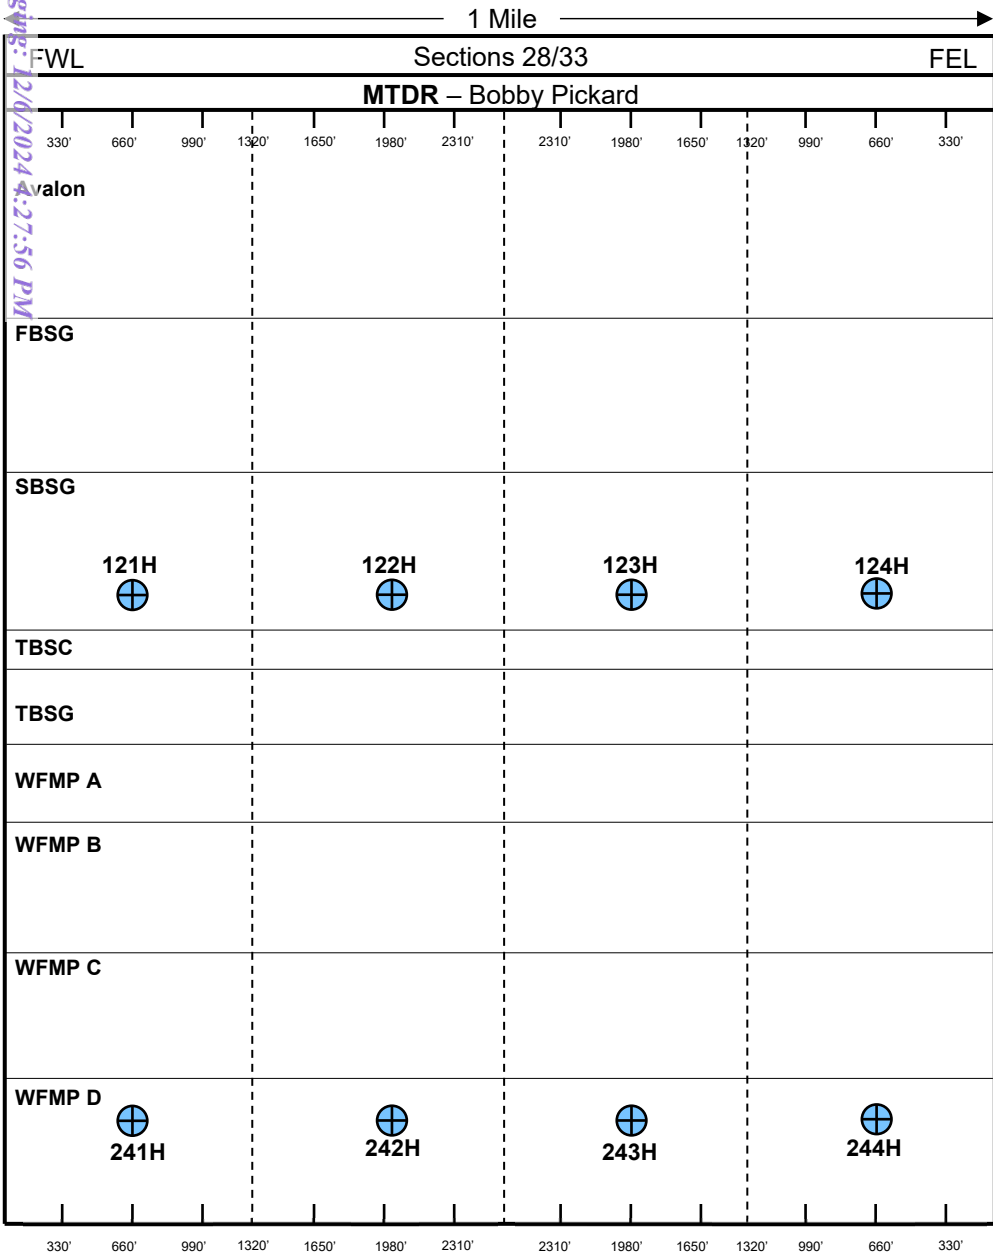 1 Mile
FWL Sections 28/33 FEL
MTDR – Bobby Pickard
330' 660' 990' 1320' 1650' 1980' 2310' 2310' 1980' 1650' 1320' 990' 660' 330'
ging: 12/6/2024 4:27:56 PM
Avalon
FBSG
SBSG
121H 122H 123H 124H
TBSC
TBSG
WFMP A
WFMP B
WFMP C
WFMP D
241H 242H 243H 244H
330' 660' 990' 1320' 1650' 1980' 2310' 2310' 1980' 1650' 1320' 990' 660' 330'